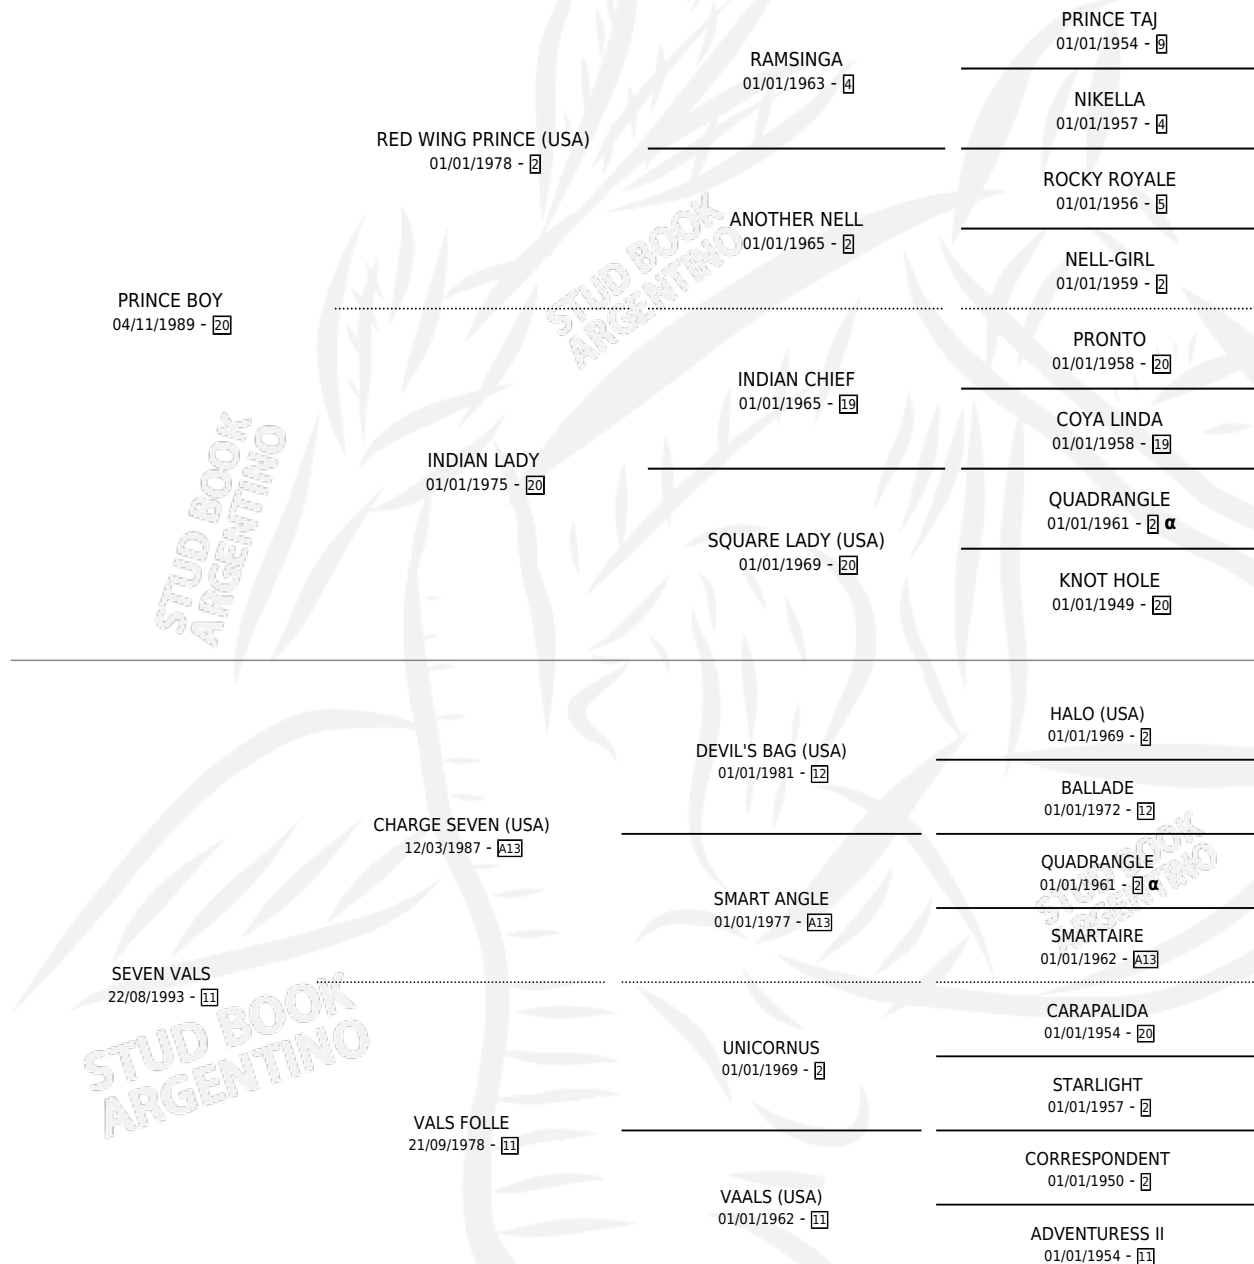 PRINCE TAJ
01/01/1954 - 9
RAMSINGA
01/01/1963 - 4
NIKELLA
01/01/1957 - 4
RED WING PRINCE (USA)
01/01/1978 - 2
ROCKY ROYALE
01/01/1956 - 5
ANOTHER NELL
01/01/1965 - 2
NELL-GIRL
01/01/1959 - 2
PRINCE BOY
04/11/1989 - 20
PRONTO
01/01/1958 - 20
INDIAN CHIEF
01/01/1965 - 19
COYA LINDA
01/01/1958 - 19
INDIAN LADY
01/01/1975 - 20
QUADRANGLE
01/01/1961 - 2 α
SQUARE LADY (USA)
01/01/1969 - 20
KNOT HOLE
01/01/1949 - 20
HALO (USA)
01/01/1969 - 2
DEVIL'S BAG (USA)
01/01/1981 - 12
BALLADE
01/01/1972 - 12
CHARGE SEVEN (USA)
12/03/1987 - A13
QUADRANGLE
01/01/1961 - 2 α
SMART ANGLE
01/01/1977 - A13
SMARTAIRE
01/01/1962 - A13
SEVEN VALS
22/08/1993 - 11
CARAPALIDA
01/01/1954 - 20
UNICORNUS
01/01/1969 - 2
STARLIGHT
01/01/1957 - 2
VALS FOLLE
21/09/1978 - 11
CORRESPONDENT
01/01/1950 - 2
VAALS (USA)
01/01/1962 - 11
ADVENTURESS II
01/01/1954 - 11
STUD BOOK
ARGENTINO
STUD BOOK
ARGENTINO
STUD BOOK
ARGENTINO
STUD BOOK
ARGENTINO